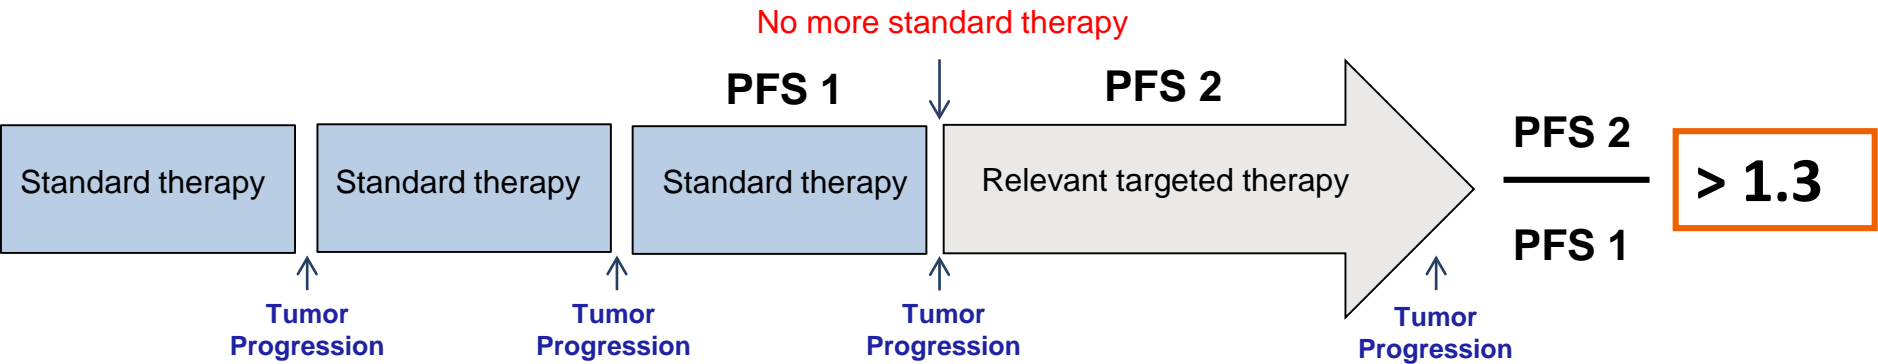 No more standard therapy
PFS 1
PFS 2
Standard therapy
Standard therapy
Standard therapy
Relevant targeted therapy
PFS 2
PFS 1
> 1.3
Tumor
Progression
Tumor
Progression
Tumor
Progression
Tumor
Progression